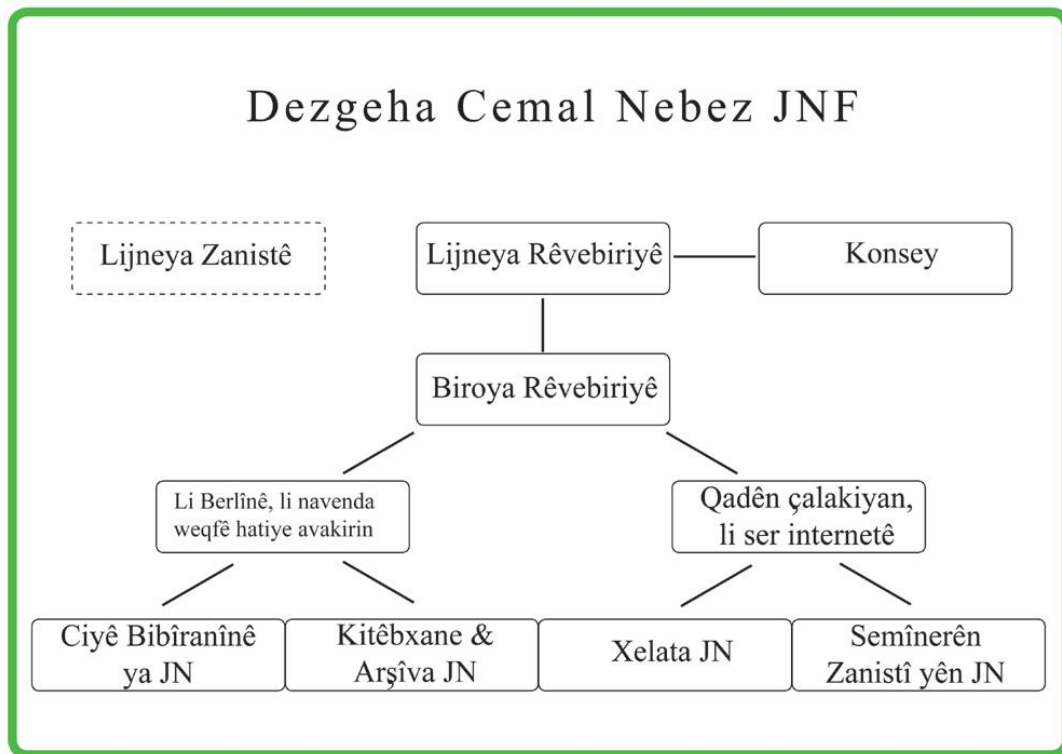 Dezgeha Cemal Nebez JNF
Lijneya Zanistê
Lijneya Rêvebiriyê
Konsey
Biroya Rêvebiriyê
Li Berlînê, li navenda
weqfê hatiye avakirin
Qadên çalakiyan,
li ser internetê
Ciyê Bibîranînê
ya JN
Kitêbxane &
Arşîva JN
Xelata JN
Semînerên
Zanistî yên JN